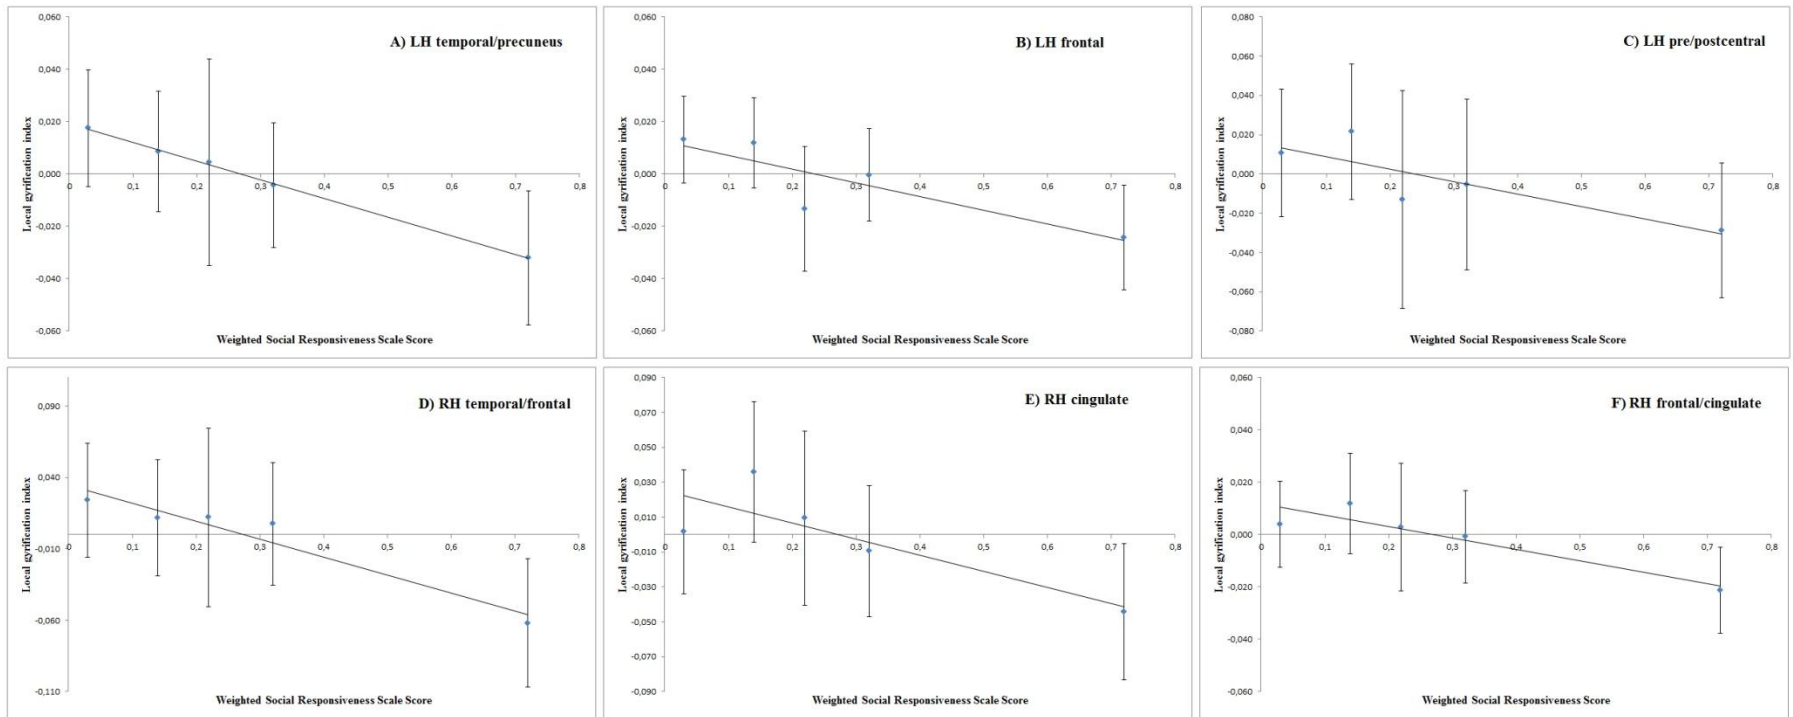 A) LH temporal/precuneus
Local gyrification index
0,060
0,040
0,020
0,000
-0,020
-0,040
-0,060
0 0,1 0,2 0,3 0,4 0,5 0,6 0,7 0,8
Weighted Social Responsiveness Scale Score
B) LH frontal
Local gyrification index
0,060
0,040
0,020
0,000
-0,020
-0,040
-0,060
0 0,1 0,2 0,3 0,4 0,5 0,6 0,7 0,8
Weighted Social Responsiveness Scale Score
C) LH pre/postcentral
Local gyrification index
0,080
0,060
0,040
0,020
0,000
-0,020
-0,040
-0,060
-0,080
0 0,1 0,2 0,3 0,4 0,5 0,6 0,7 0,8
Weighted Social Responsiveness Scale Score
D) RH temporal/frontal
Local gyrification index
0,090
0,040
-0,010
-0,060
-0,110
0 0,1 0,2 0,3 0,4 0,5 0,6 0,7 0,8
Weighted Social Responsiveness Scale Score
E) RH cingulate
Local gyrification index
0,090
0,070
0,050
0,030
0,010
-0,010
-0,030
-0,050
-0,070
-0,090
0 0,1 0,2 0,3 0,4 0,5 0,6 0,7 0,8
Weighted Social Responsiveness Scale Score
F) RH frontal/cingulate
Local gyrification index
0,060
0,040
0,020
0,000
-0,020
-0,040
-0,060
0 0,1 0,2 0,3 0,4 0,5 0,6 0,7 0,8
Weighted Social Responsiveness Scale Score